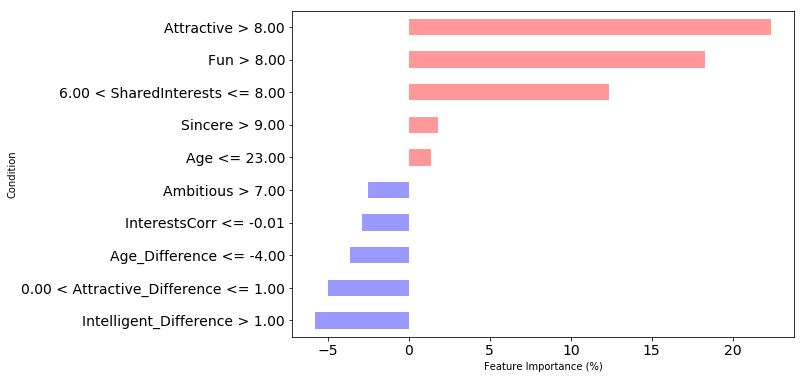 Attractive > 8.00
Fun > 8.00
6.00 < SharedInterests <= 8.00
Sincere > 9.00
Age <= 23.00
Ambitious > 7.00
InterestsCorr <= -0.01
Age_Difference <= -4.00
0.00 < Attractive_Difference <= 1.00
Intelligent_Difference > 1.00
Condition
−5 0 5 10 15 20
Feature Importance (%)